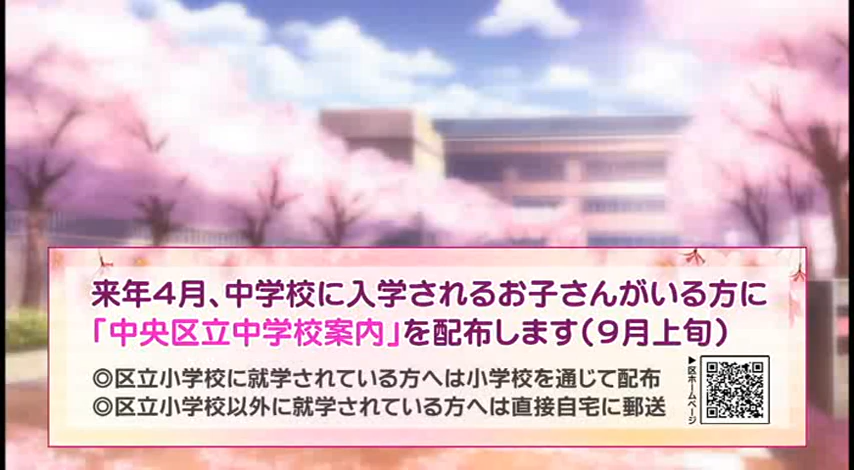 来年4月、中学校に入学されるお子さんがいる方に
「中央区立中学校案内」を配布します(9月上旬)
◎区立小学校に就学されている方へは小学校を通じて配布
◎区立小学校以外に就学されている方へは直接自宅に郵送
▶区ホームページ